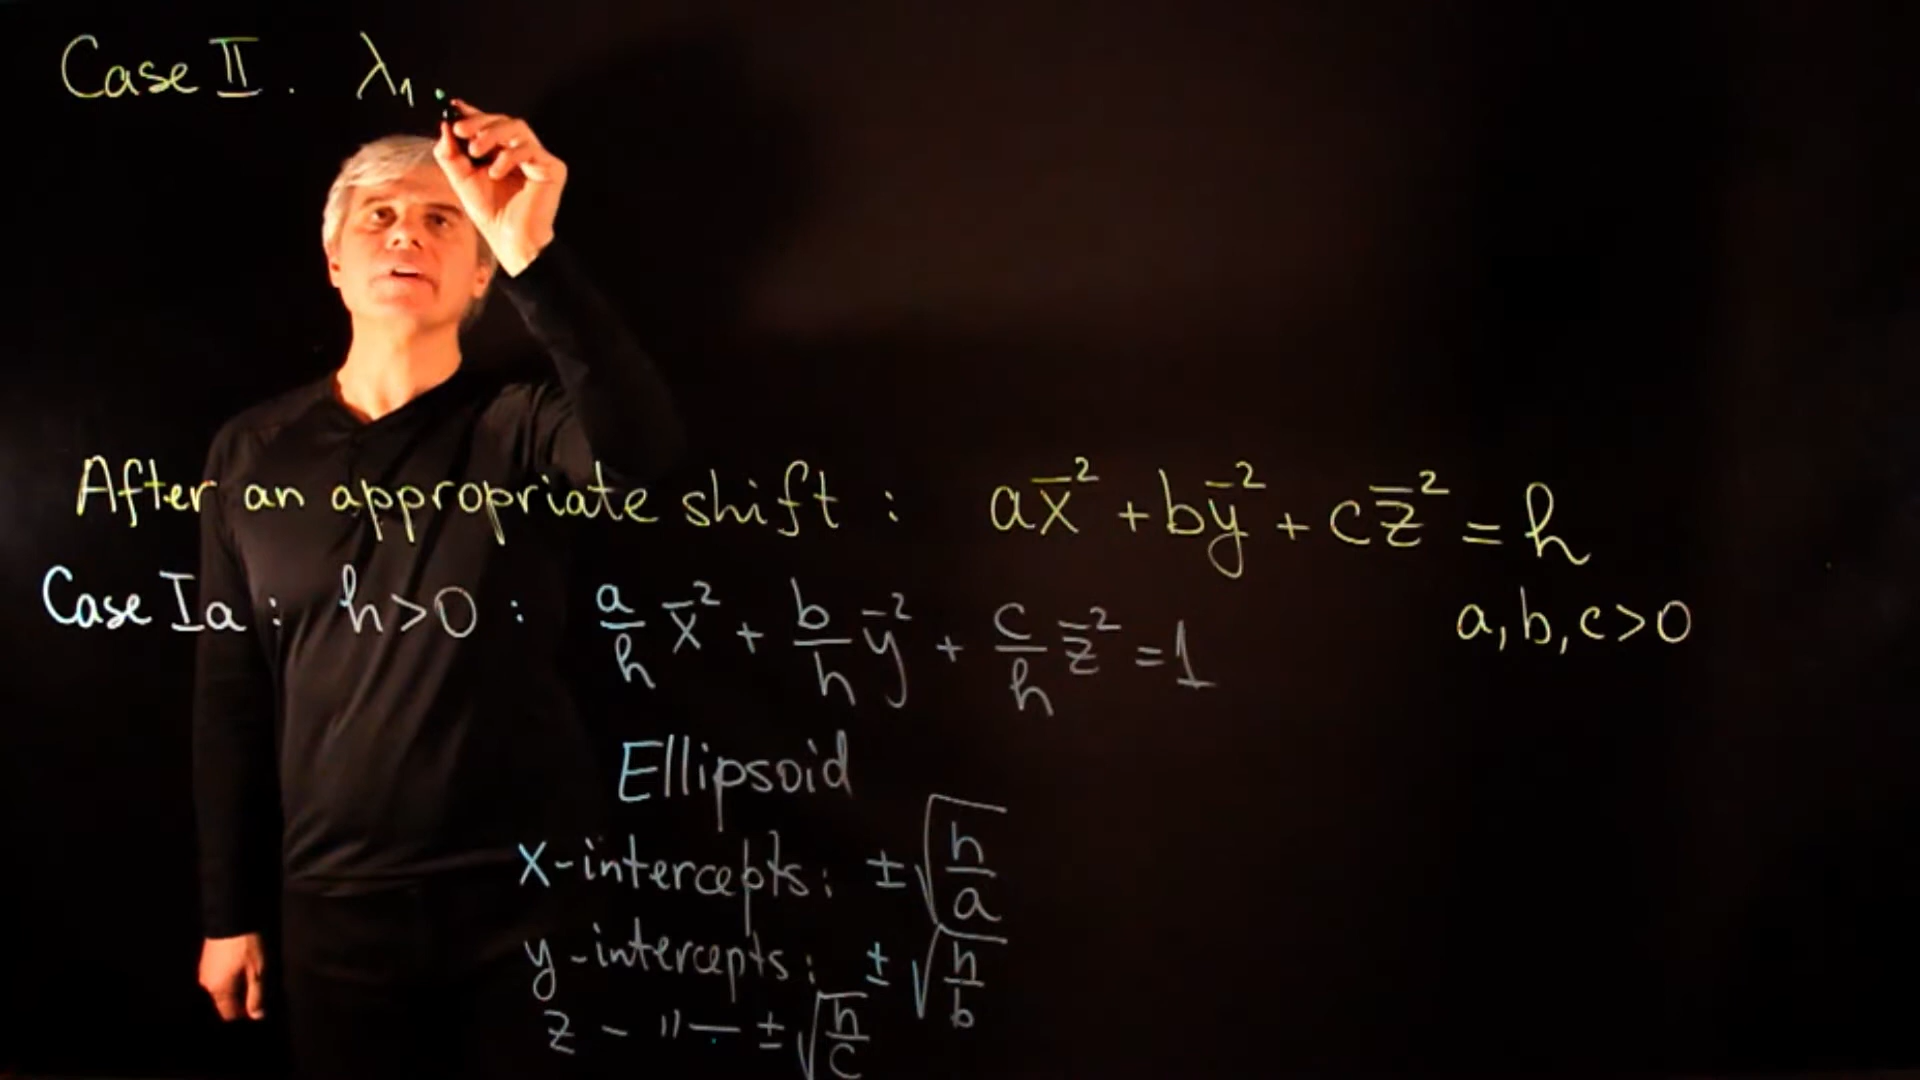 Case II. λ₁ .
After an appropriate shift : ax̄² + bȳ² + cz̄² = h
a, b, c > 0
Case Ia : h > 0 : a/h x̄² + b/h ȳ² + c/h z̄² = 1
Ellipsoid
x-intercepts: ± √(h/a)
y-intercepts: ± √(h/b)
z - " — ± √(h/c)